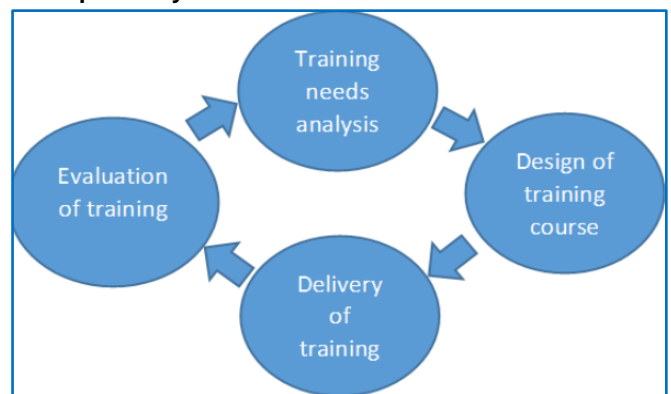 Training
needs
analysis
Design of
training
course
Delivery
of
training
Evaluation
of training